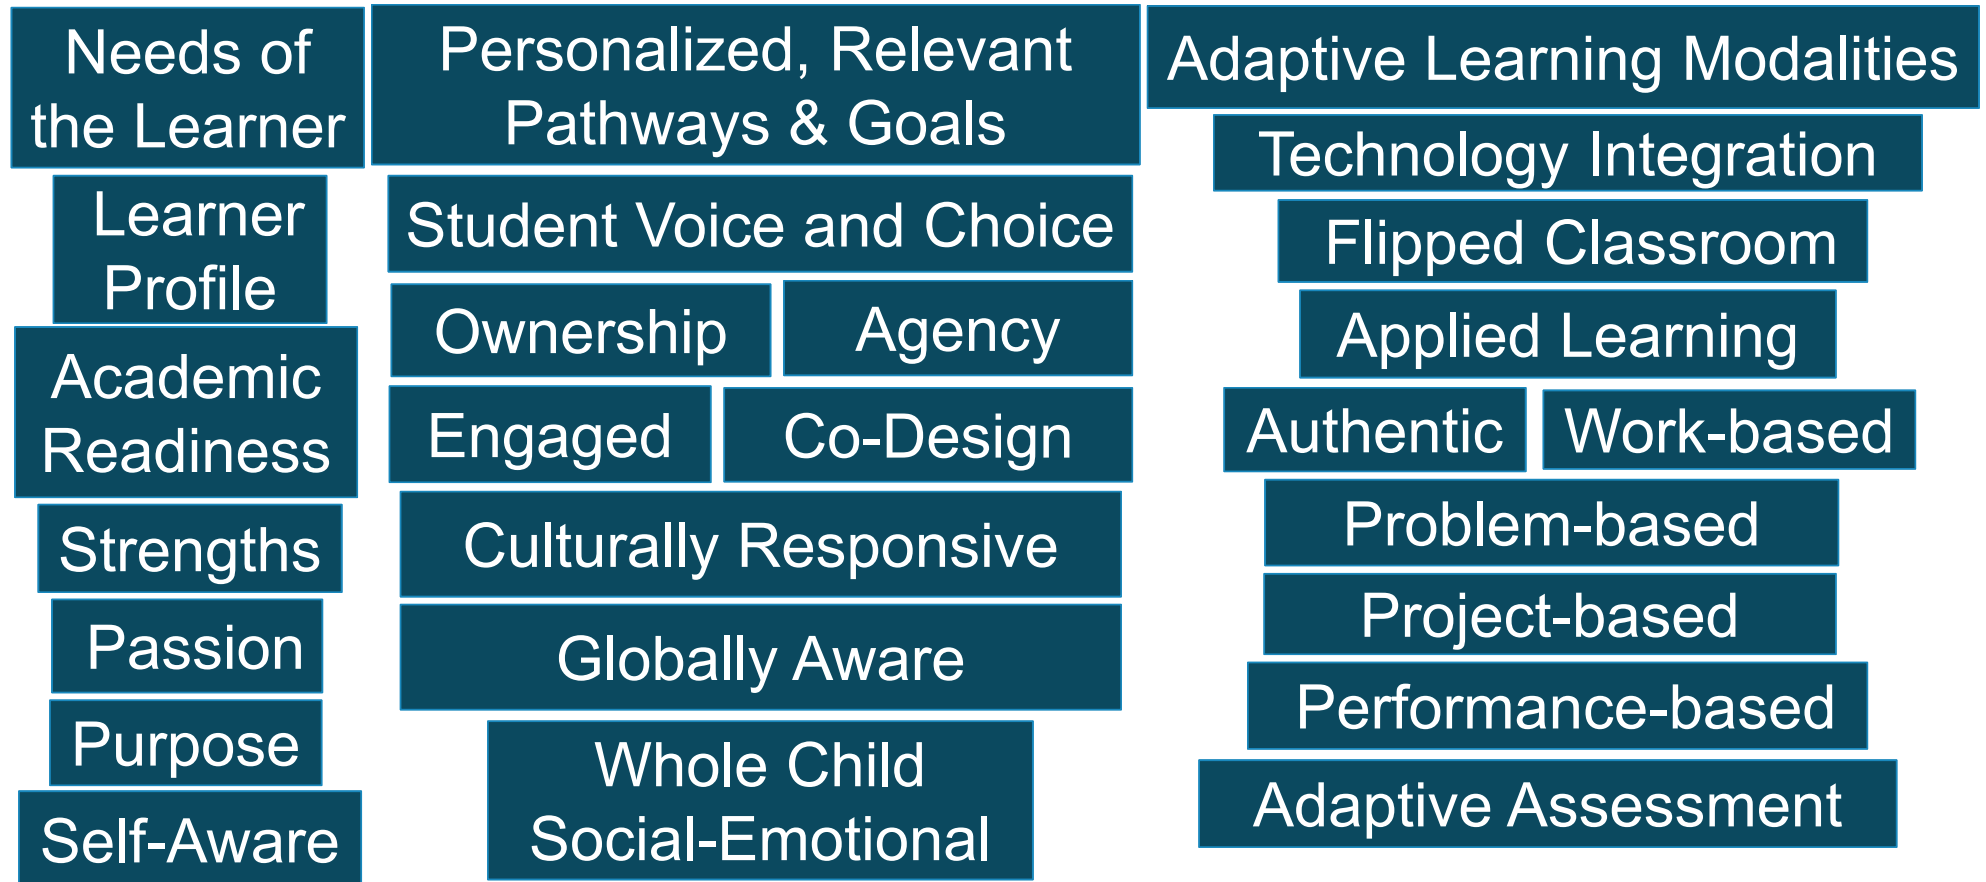 Needs of
the Learner
Learner
Profile
Academic
Readiness
Strengths
Passion
Purpose
Self-Aware
Personalized, Relevant
Pathways & Goals
Student Voice and Choice
Ownership
Agency
Engaged
Co-Design
Culturally Responsive
Globally Aware
Whole Child
Social-Emotional
Adaptive Learning Modalities
Technology Integration
Flipped Classroom
Applied Learning
Authentic
Work-based
Problem-based
Project-based
Performance-based
Adaptive Assessment